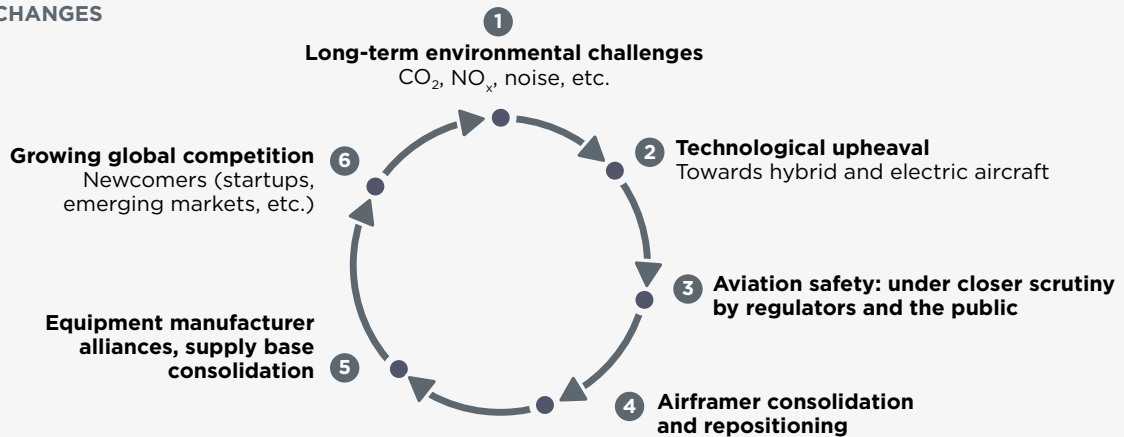 CHANGES
1
Long-term environmental challenges
CO₂, NOₓ, noise, etc.
2
Technological upheaval
Towards hybrid and electric aircraft
3
Aviation safety: under closer scrutiny
by regulators and the public
4
Airframer consolidation
and repositioning
5
Equipment manufacturer
alliances, supply base
consolidation
6
Growing global competition
Newcomers (startups,
emerging markets, etc.)